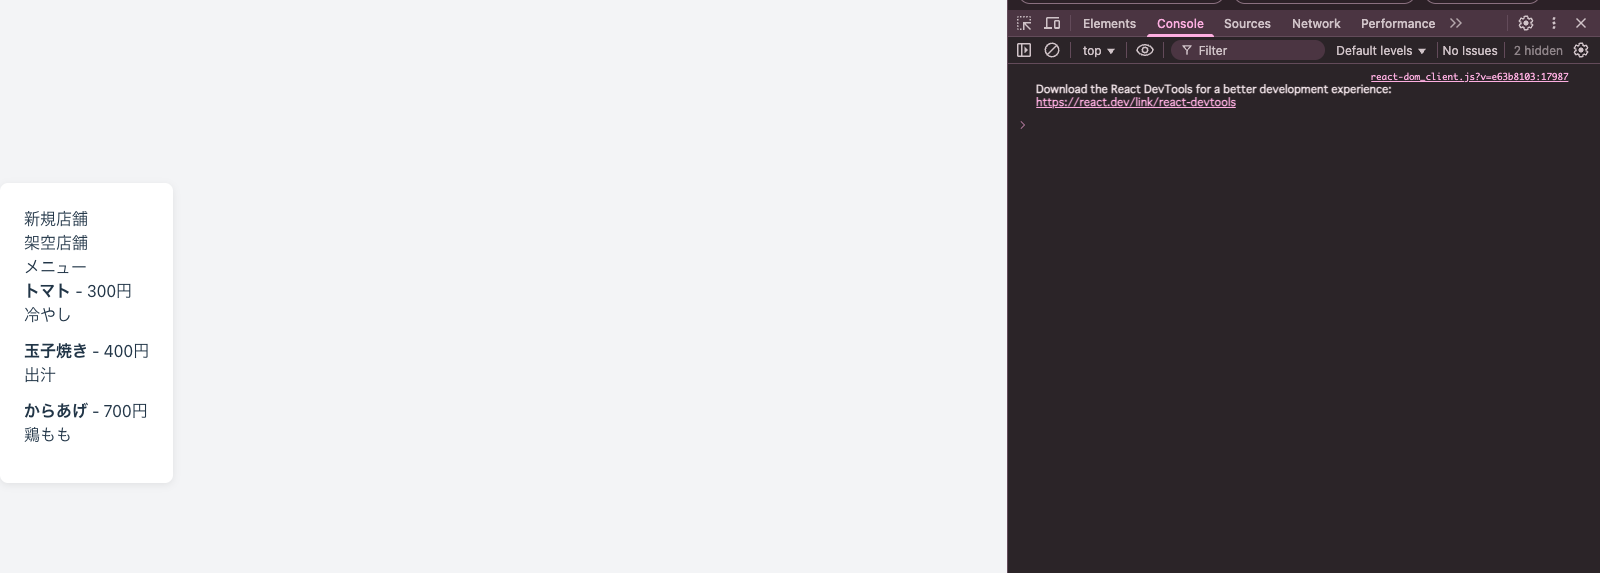 新規店舗
架空店舗
メニュー
トマト - 300円
冷やし
玉子焼き - 400円
出汁
からあげ - 700円
鶏もも
Elements Console Sources Network Performance
top Filter Default levels No Issues 2 hidden
react-dom_client.js?v=e63b8103:17987
Download the React DevTools for a better development experience:
https://react.dev/link/react-devtools